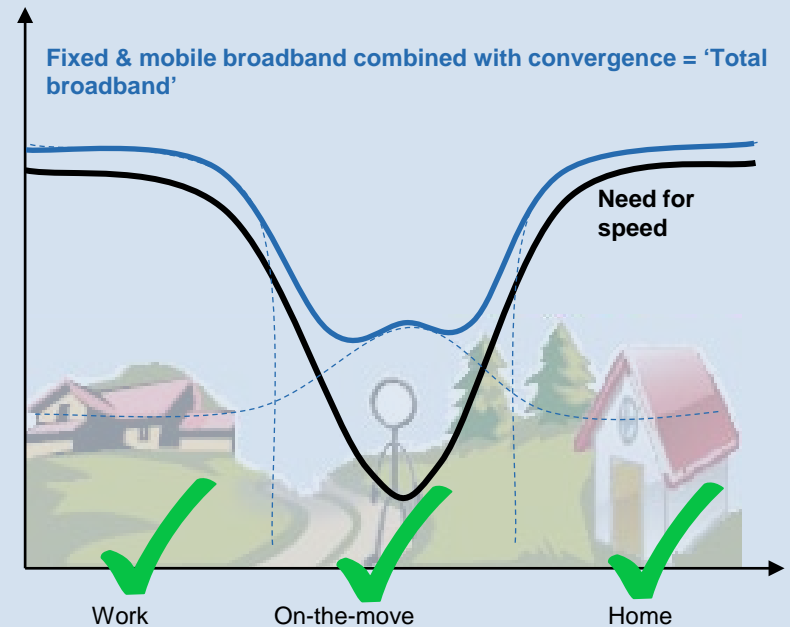 Fixed & mobile broadband combined with convergence = ‘Total
broadband’
Need for
speed
Work
On-the-move
Home